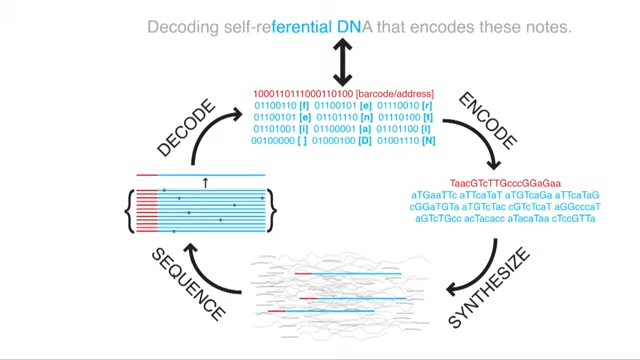 Decoding self-referential DNA that encodes these notes.
1000110111000110100 [barcode/address]
01100110 [f] 01100101 [e] 01110010 [r]
01100101 [e] 01101110 [n] 01110100 [t]
01101001 [i] 01100001 [a] 01101100 [l]
00100000 [ ] 01000100 [D] 01001110 [N]
DECODE
ENCODE
TaacGTcTTGcccGGaGaa
aTGaaTTc aTTcaTaT aTGTcaGa aTTcaTaG
cGGaTGTa aTGTcTac cGTcTcaT aGGcccaT
aGTcTGcc acTacacc aTacaTaa cTccGTTa
SEQUENCE
SYNTHESIZE